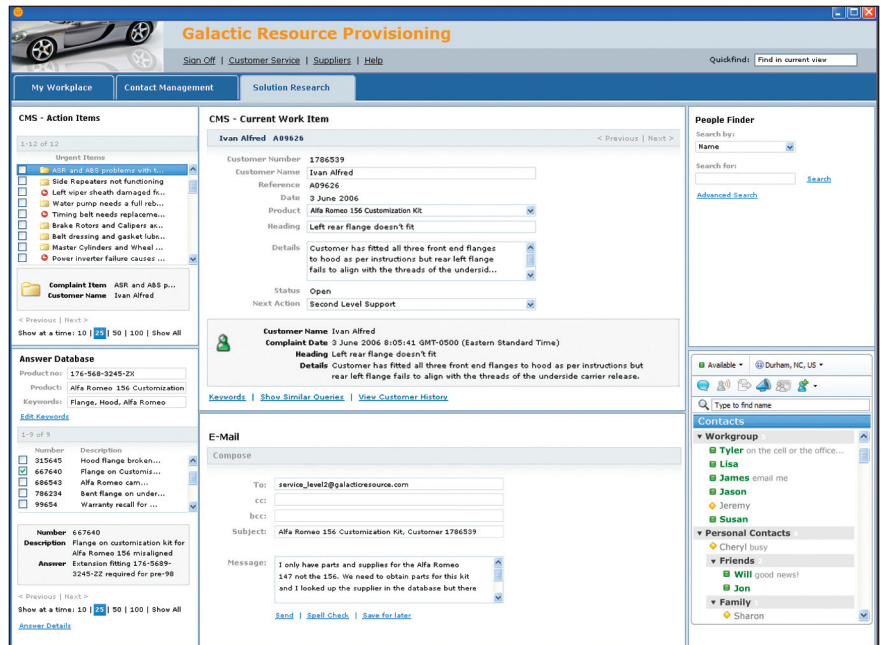 Galactic Resource Provisioning
Sign Off | Customer Service | Suppliers | Help
Quickfind: Find in current view
My Workplace
Contact Management
Solution Research
CMS - Action Items
1-12 of 12
Urgent Items
ASR and ABS problems with t...
Side Repeaters not functioning
Left viper sheath damaged fr...
Water pump needs a full reb...
Timing belt needs replaceme...
Brake Rotors and Calipers ar...
Belt dressing and gasket lubr...
Master Cylinders and Wheel ...
Power inverter failure causes ...
Complaint Item ASR and ABS p...
Customer Name Ivan Alfred
< Previous | Next >
Show at a time: 10 | 25 | 50 | 100 | Show All
Answer Database
Product no: 176-568-3245-ZX
Product: Alfa Romeo 156 Customization
Keywords: Flange, Hood, Alfa Romeo
Edit Keywords
1-9 of 9
Number Description
315645 Hood flange broken...
667640 Flange on Customis...
686543 Alfa Romeo cam...
786234 Bent flange on under...
99654 Warranty recall for ...
Number 667640
Description Flange on customization kit for
Alfa Romeo 156 misaligned
Answer Extension fitting 176-5689-
3245-ZZ required for pre-98
< Previous | Next >
Show at a time: 10 | 25 | 50 | 100 | Show All
Answer Details
CMS - Current Work Item
Ivan Alfred A09626
< Previous | Next >
Customer Number 1786539
Customer Name Ivan Alfred
Reference A09626
Date 3 June 2006
Product Alfa Romeo 156 Customization Kit
Heading Left rear flange doesn't fit
Details Customer has fitted all three front end flanges
to hood as per instructions but rear left flange
fails to align with the threads of the undersid...
Status Open
Next Action Second Level Support
Customer Name Ivan Alfred
Complaint Date 3 June 2006 8:05:41 GMT-0500 (Eastern Standard Time)
Heading Left rear flange doesn't fit
Details Customer has fitted all three front end flanges to hood as per instructions but
rear left flange fails to align with the threads of the underside carrier release.
Keywords | Show Similar Queries | View Customer History
E-Mail
Compose
To: service_level2@galacticresource.com
cc:
bcc:
Subject: Alfa Romeo 156 Customization Kit, Customer 1786539
Message: I only have parts and supplies for the Alfa Romeo
147 not the 156. We need to obtain parts for this kit
and I looked up the supplier in the database but there
Send | Spell Check | Save for later
People Finder
Search by:
Name
Search for:
Search
Advanced Search
Available
Durham, NC, US
Type to find name
Contacts
Workgroup
Tyler on the cell or the office...
Lisa
James email me
Jason
Jeremy
Susan
Personal Contacts
Cheryl busy
Friends
Will good news!
Jon
Family
Sharon